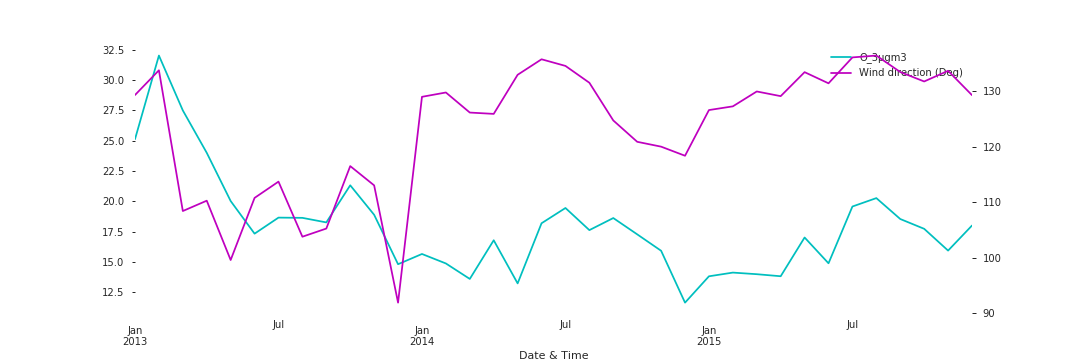 32.5
30.0
27.5
25.0
22.5
20.0
17.5
15.0
12.5
O_3µgm3
Wind direction (Deg)
130
120
110
100
90
Jan
2013
Jul
Jan
2014
Jul
Jan
2015
Jul
Date & Time